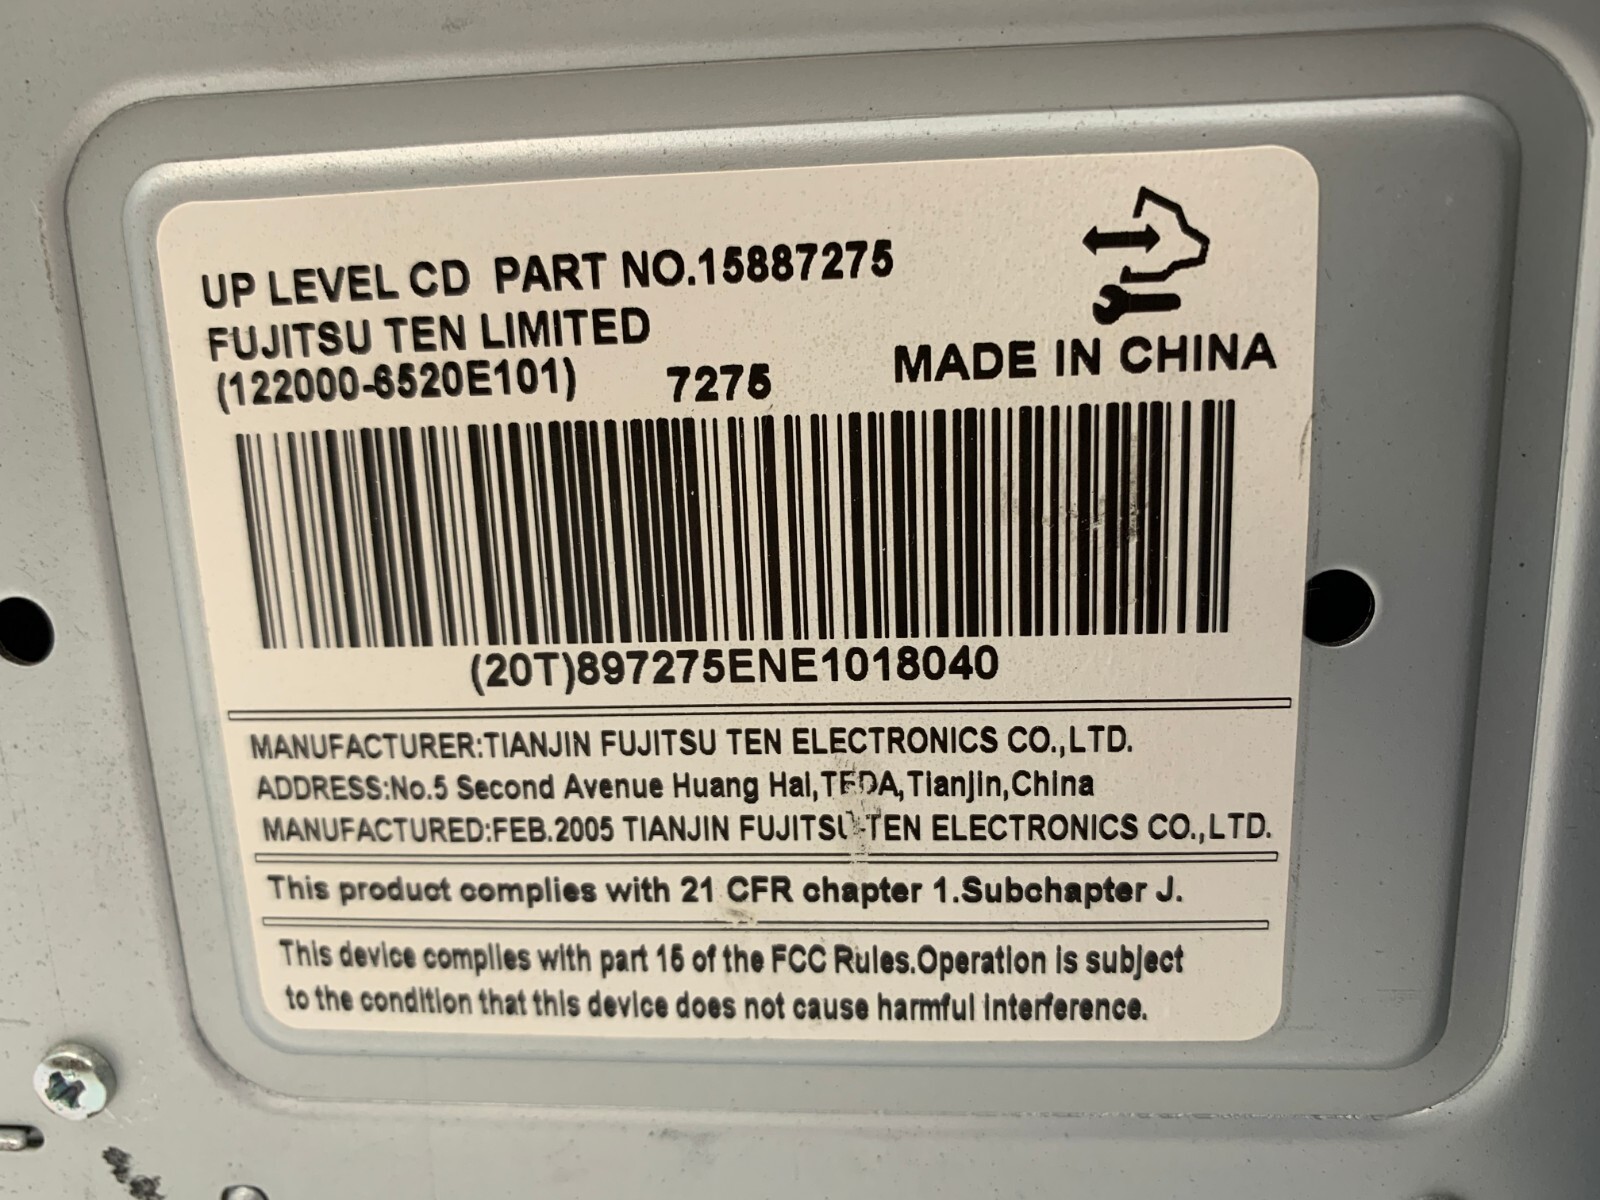 UP LEVEL CD PART NO.15887275
FUJITSU TEN LIMITED
(122000-6520E101) 7275 MADE IN CHINA
(20T)897275ENE1018040
MANUFACTURER:TIANJIN FUJITSU TEN ELECTRONICS CO.,LTD.
ADDRESS:No.5 Second Avenue Huang Hai,TEDA,Tianjin,China
MANUFACTURED:FEB.2005 TIANJIN FUJITSU TEN ELECTRONICS CO.,LTD.
This product complies with 21 CFR chapter 1.Subchapter J.
This device complies with part 15 of the FCC Rules.Operation is subject
to the condition that this device does not cause harmful interference.